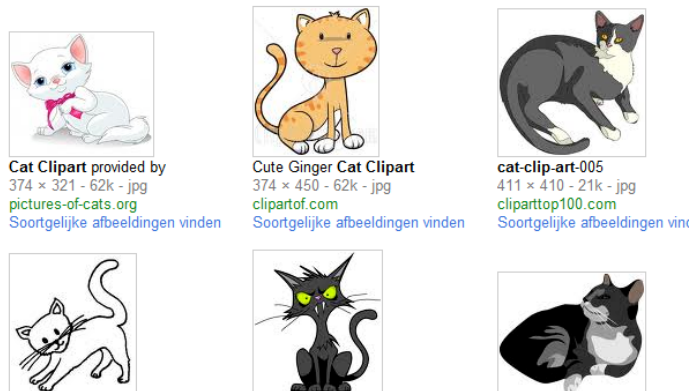 Cat Clipart provided by
374 × 321 - 62k - jpg
pictures-of-cats.org
Soortgelijke afbeeldingen vinden
Cute Ginger Cat Clipart
374 × 450 - 62k - jpg
clipartof.com
Soortgelijke afbeeldingen vinden
cat-clip-art-005
411 × 410 - 21k - jpg
cliparttop100.com
Soortgelijke afbeeldingen